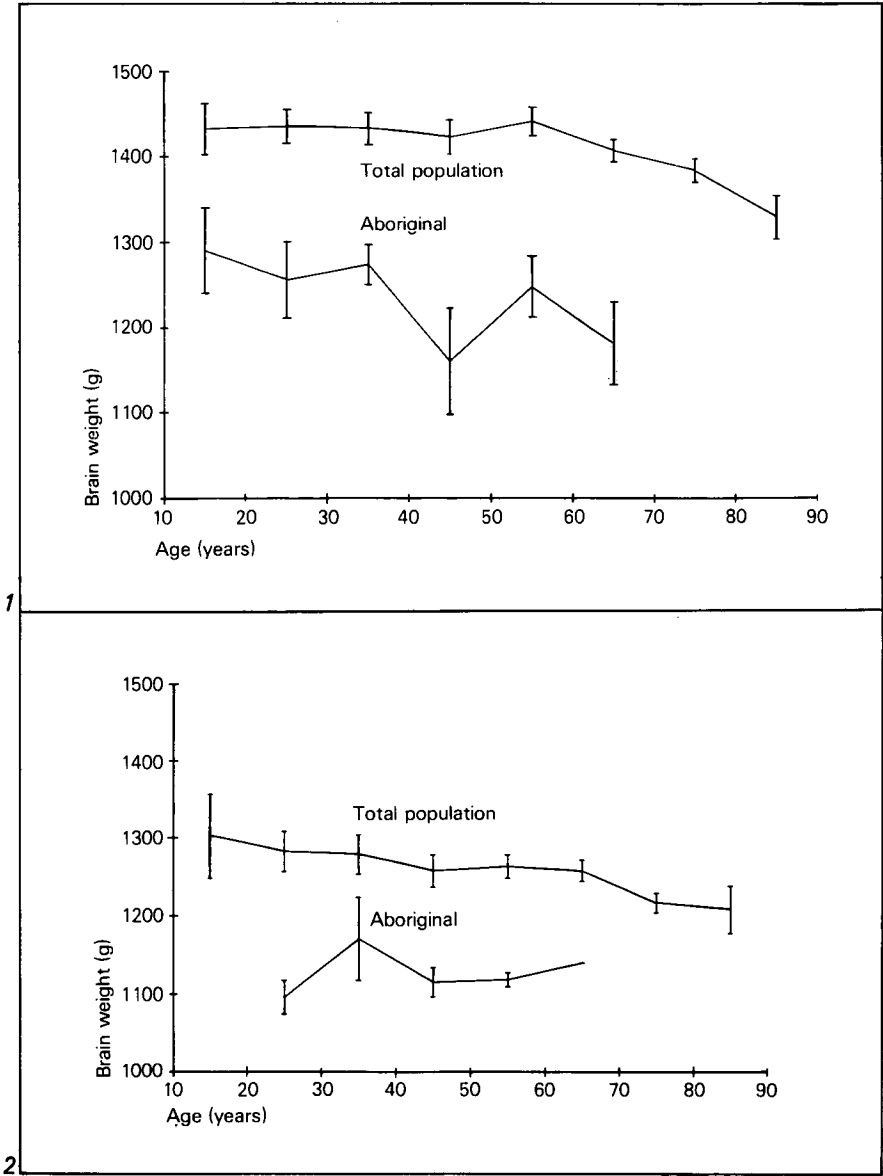 1500
1400
1300
1200
1100
1000
Brain weight (g)
Total population
Aboriginal
10 20 30 40 50 60 70 80 90
Age (years)
1
1500
1400
1300
1200
1100
1000
Brain weight (g)
Total population
Aboriginal
10 20 30 40 50 60 70 80 90
Age (years)
2